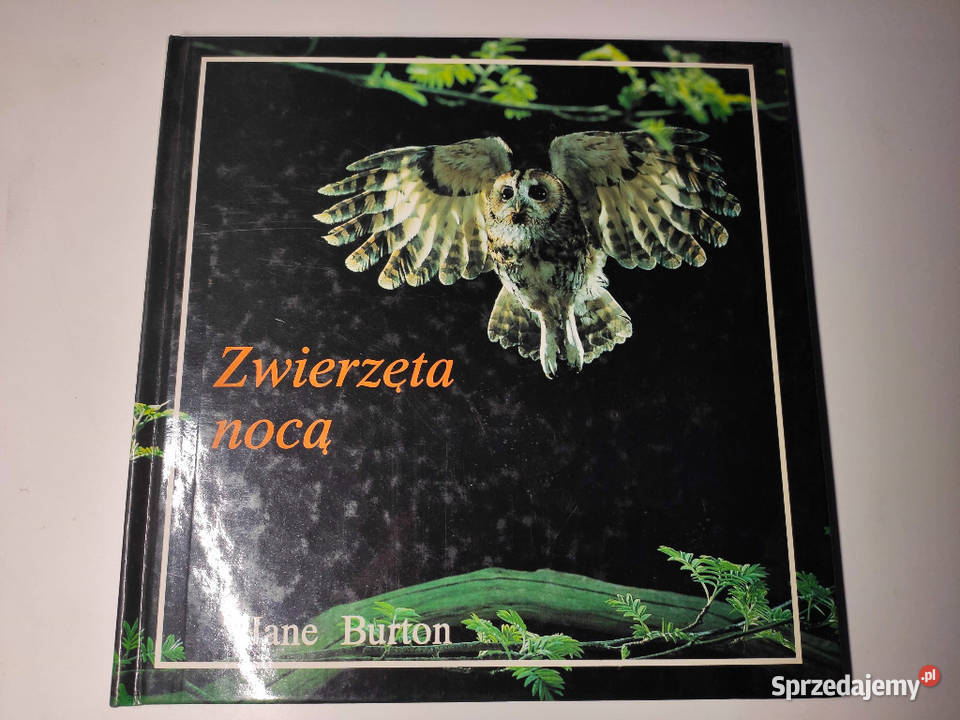 Zwierzęta
nocą
Jane Burton
Sprzedajemy.pl